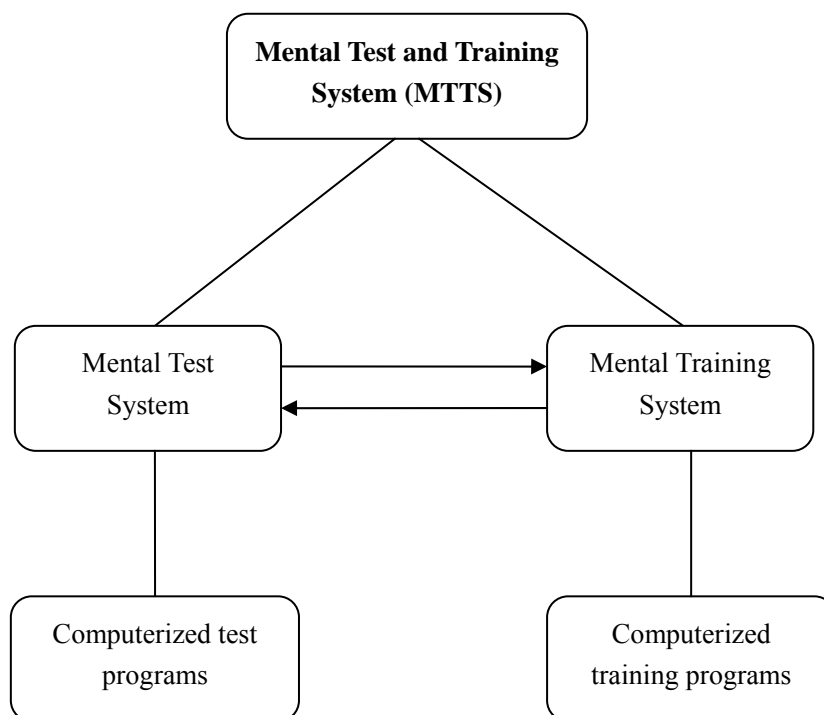 Mental Test and Training
System (MTTS)
Mental Test
System
Mental Training
System
Computerized test
programs
Computerized
training programs